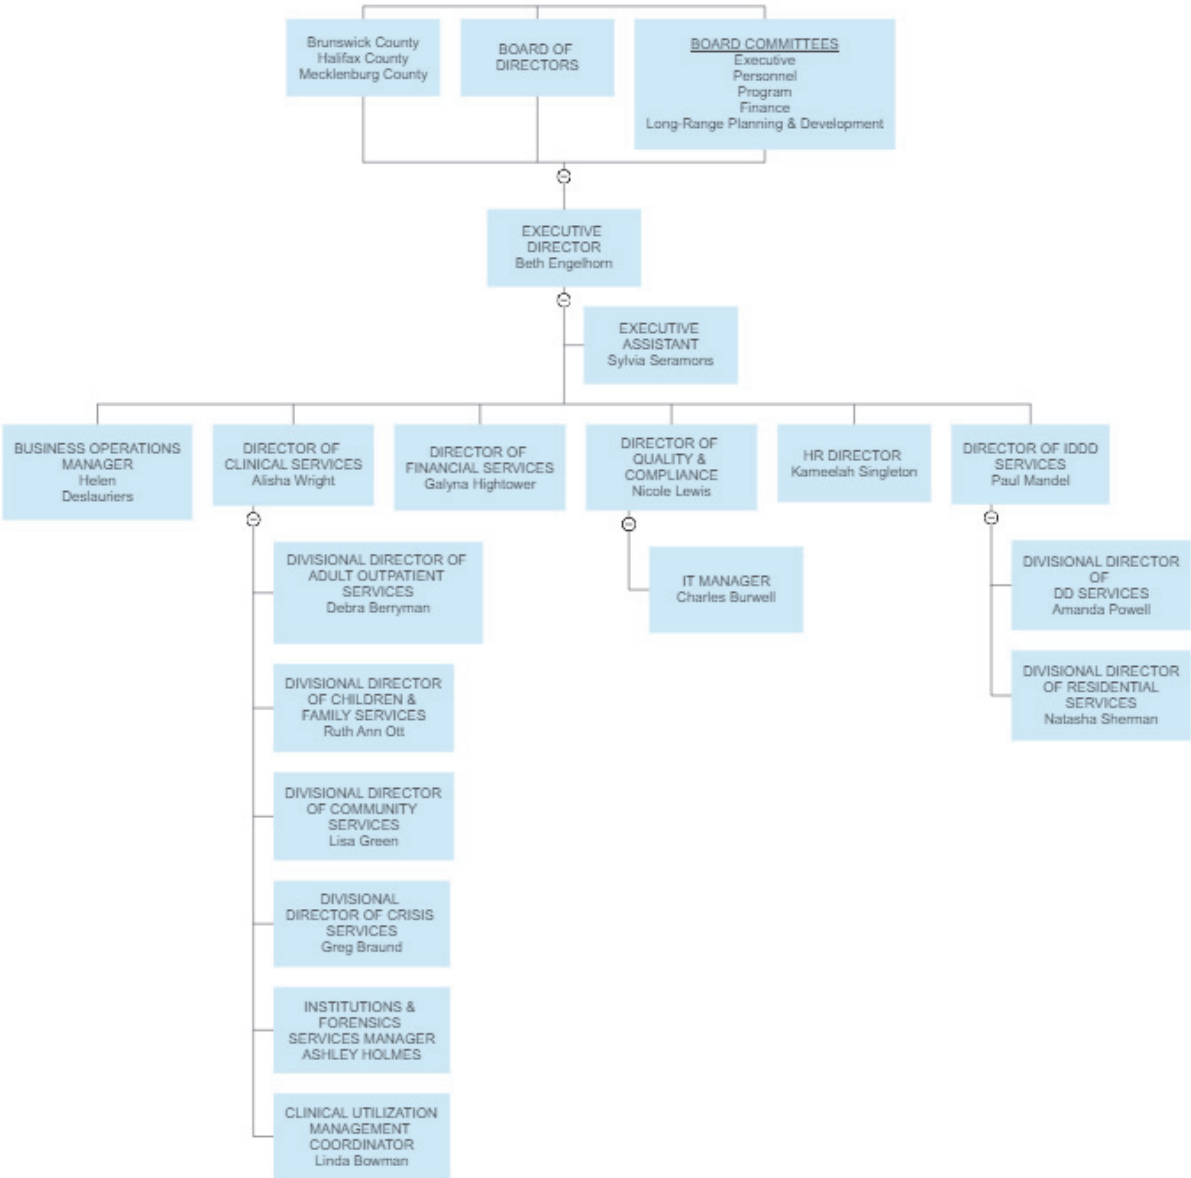 Brunswick County
Halifax County
Mecklenburg County
BOARD OF
DIRECTORS
BOARD COMMITTEES
Executive
Personnel
Program
Finance
Long-Range Planning & Development
EXECUTIVE
DIRECTOR
Beth Engelhorn
EXECUTIVE
ASSISTANT
Sylvia Seramons
BUSINESS OPERATIONS
MANAGER
Helen
Deslauriers
DIRECTOR OF
CLINICAL SERVICES
Alisha Wright
DIRECTOR OF
FINANCIAL SERVICES
Galyna Hightower
DIRECTOR OF
QUALITY &
COMPLIANCE
Nicole Lewis
HR DIRECTOR
Kameelah Singleton
DIRECTOR OF IDDD
SERVICES
Paul Mandel
DIVISIONAL DIRECTOR OF
ADULT OUTPATIENT
SERVICES
Debra Berryman
DIVISIONAL DIRECTOR
OF CHILDREN &
FAMILY SERVICES
Ruth Ann Ott
DIVISIONAL DIRECTOR
OF COMMUNITY
SERVICES
Lisa Green
DIVISIONAL
DIRECTOR OF CRISIS
SERVICES
Greg Braund
INSTITUTIONS &
FORENSICS
SERVICES MANAGER
ASHLEY HOLMES
CLINICAL UTILIZATION
MANAGEMENT
COORDINATOR
Linda Bowman
IT MANAGER
Charles Burwell
DIVISIONAL DIRECTOR
OF
DD SERVICES
Amanda Powell
DIVISIONAL DIRECTOR
OF RESIDENTIAL
SERVICES
Natasha Sherman